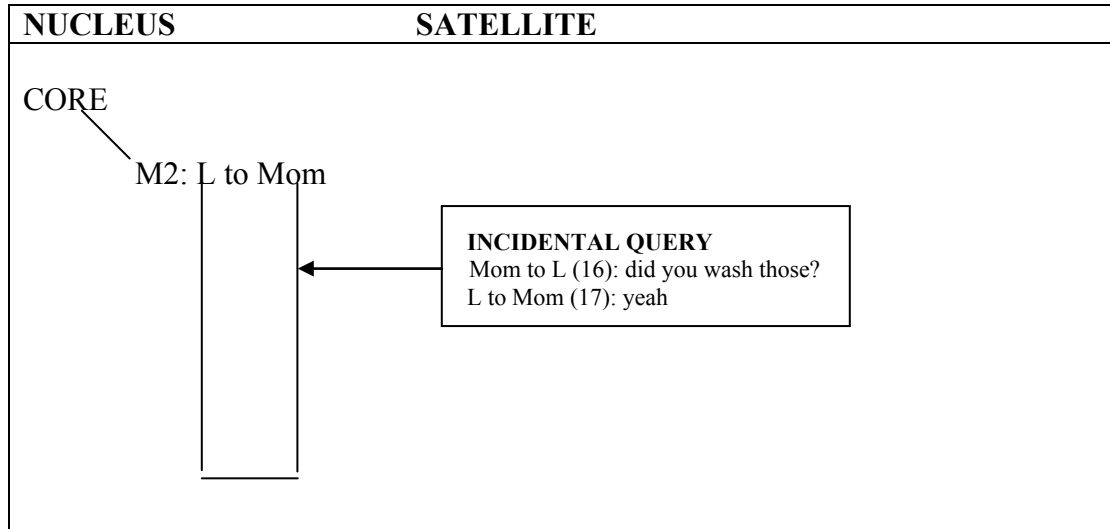 NUCLEUS SATELLITE
CORE
M2: L to Mom
INCIDENTAL QUERY
Mom to L (16): did you wash those?
L to Mom (17): yeah